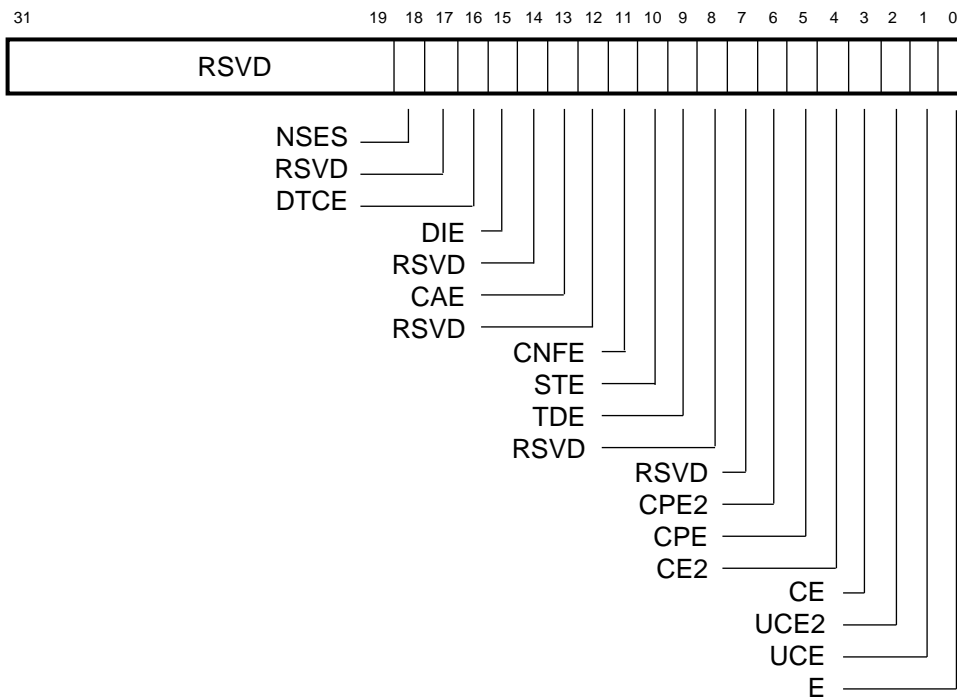 31 19 18 17 16 15 14 13 12 11 10 9 8 7 6 5 4 3 2 1 0
RSVD
NSES
RSVD
DTCE
DIE
RSVD
CAE
RSVD
CNFE
STE
TDE
RSVD
RSVD
CPE2
CPE
CE2
CE
UCE2
UCE
E